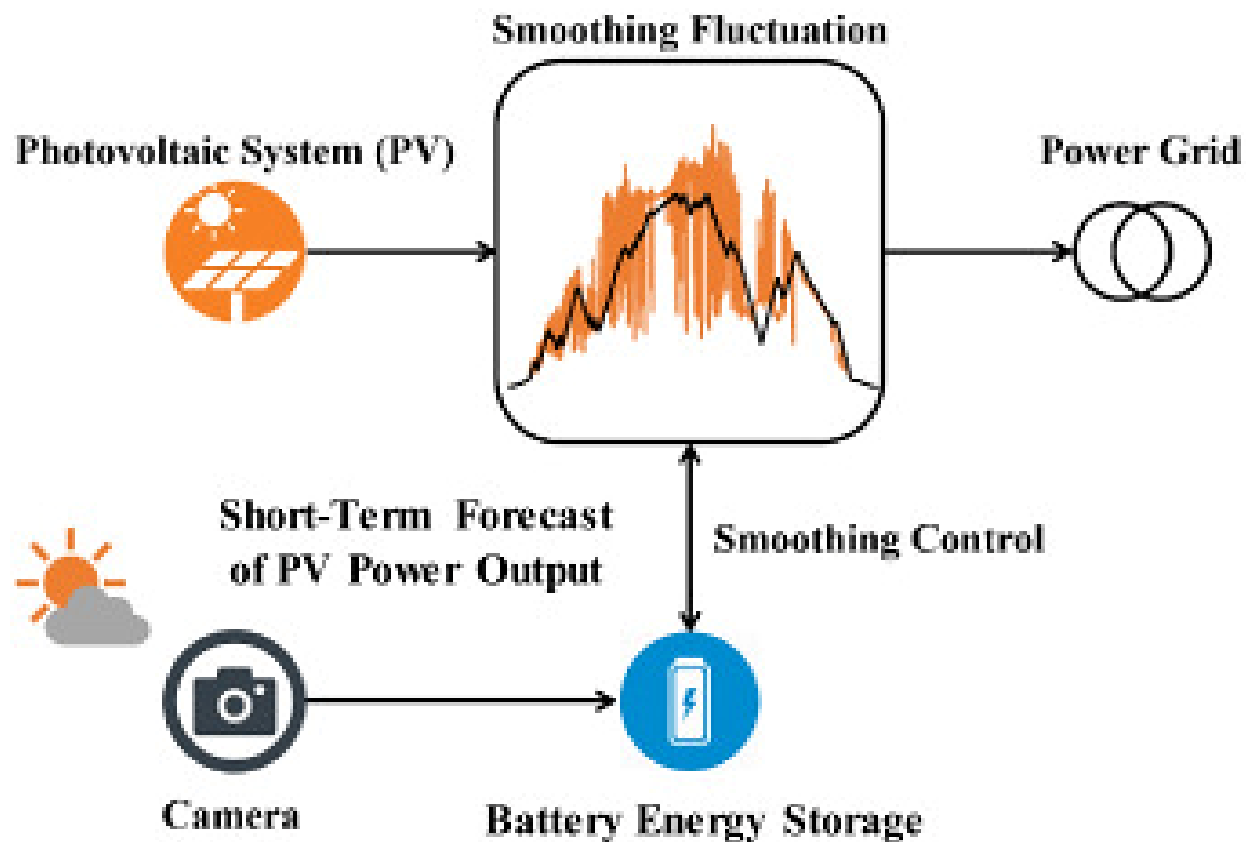 Smoothing Fluctuation
Photovoltaic System (PV)
Power Grid
Short-Term Forecast
of PV Power Output
Smoothing Control
Camera
Battery Energy Storage